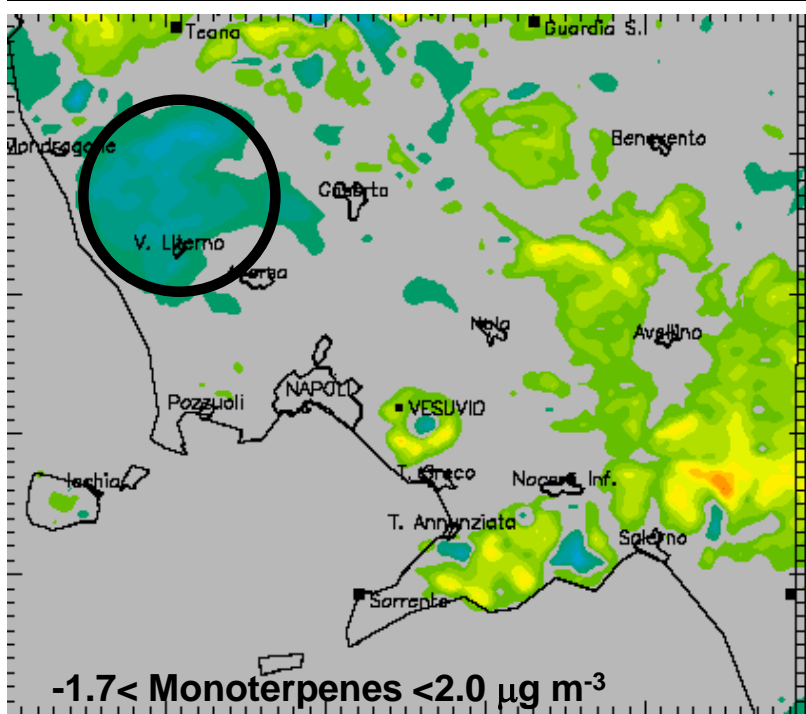 Teano
Guardia S.I
Mondragone
Benevento
Caserta
V. Literno
Aversa
Nola
Avellino
Pozzuoli
NAPOLI
VESUVIO
Ischia
T. Greco
Nocera Inf.
T. Annunziata
Salerno
Sorrento
-1.7< Monoterpenes <2.0 μg m-3